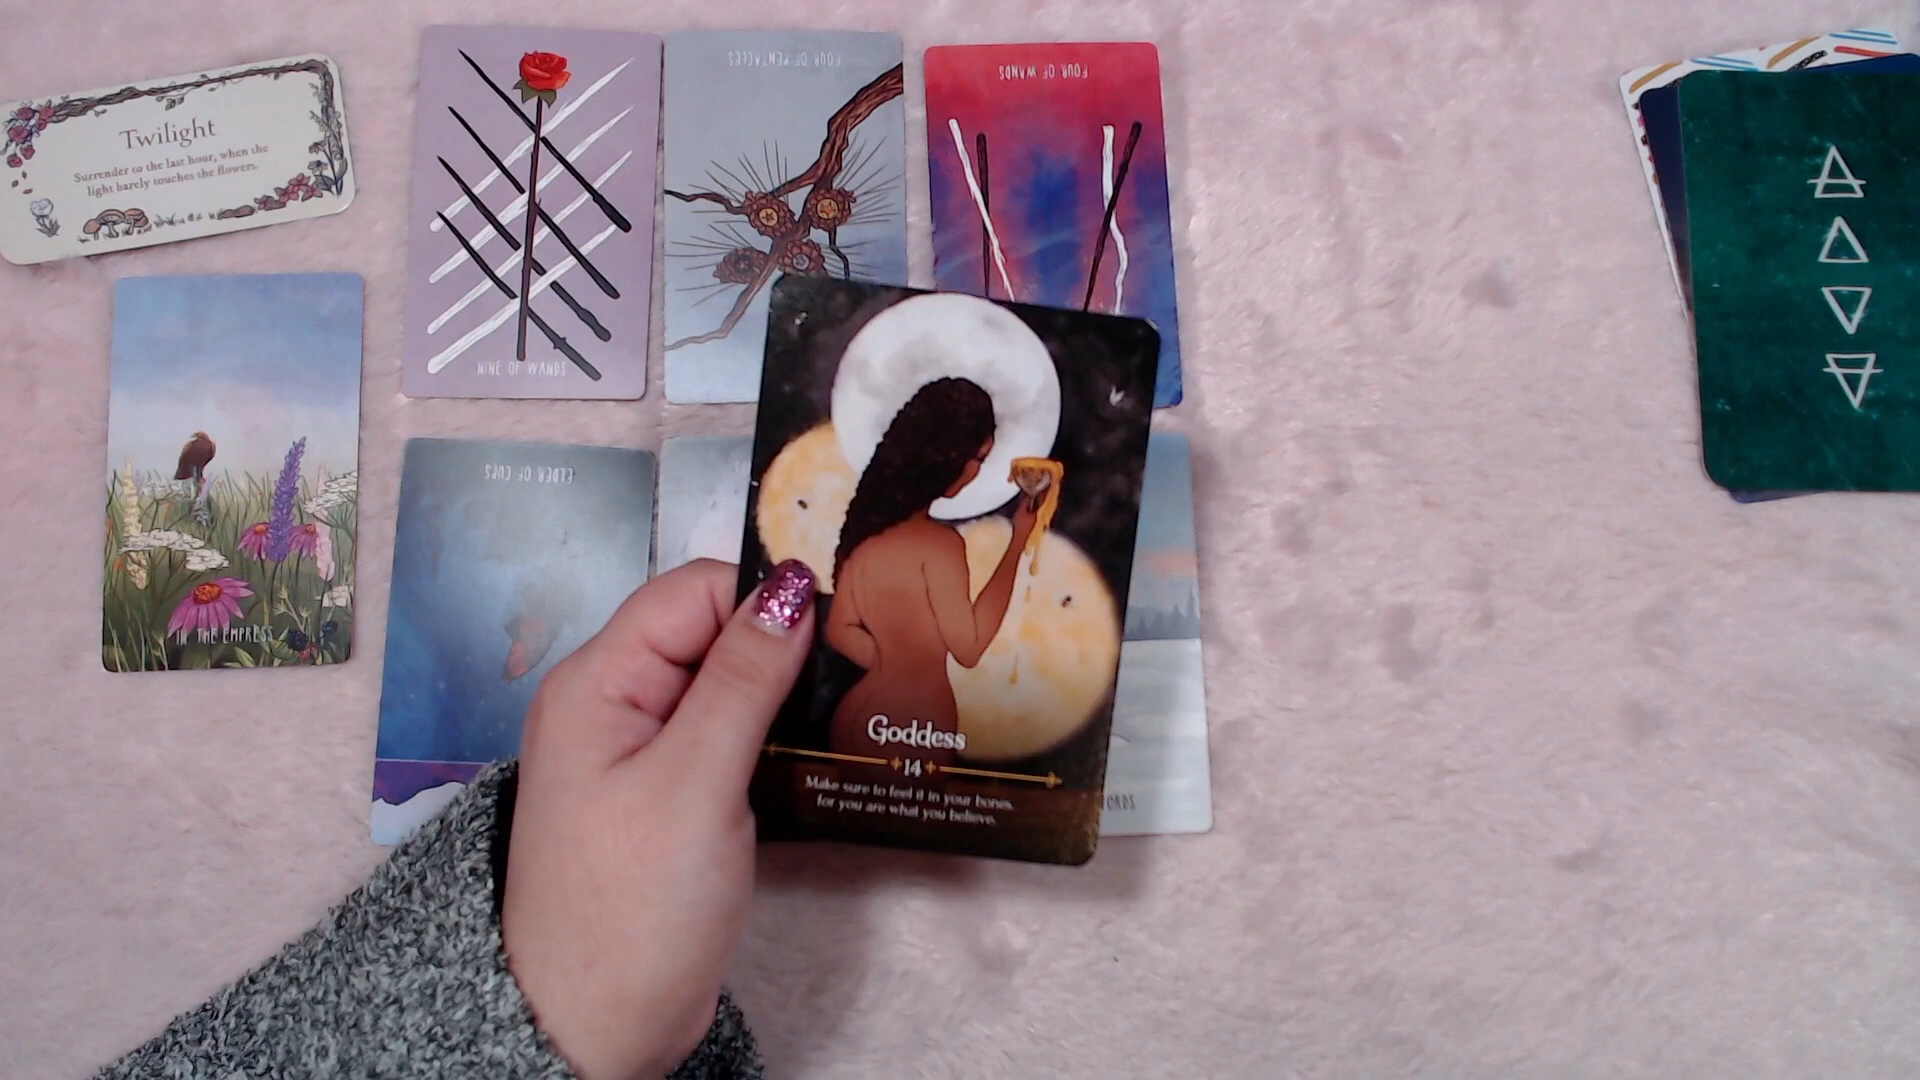 Twilight
Surrender to the last hour, when the
light barely touches the flowers.
NINE OF WANDS
FOUR OF PENTACLES
FOUR OF WANDS
THE EMPRESS
ELDER OF CUPS
Goddess
14
Make sure to feel it in your bones
for you are what you believe.